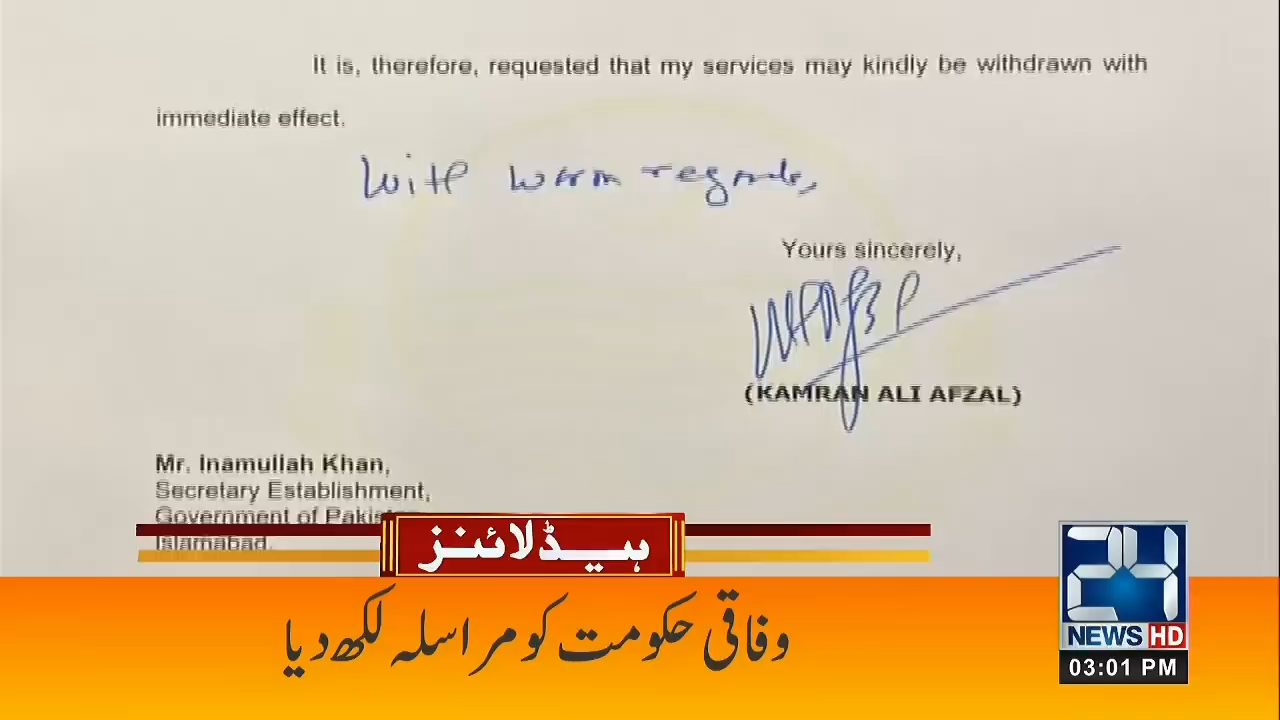 It is, therefore, requested that my services may kindly be withdrawn with
immediate effect.
With warm regards,
Yours sincerely,
(KAMRAN ALI AFZAL)
Mr. Inamullah Khan,
Secretary Establishment,
Government of Pakistan
Islamabad.
ہیڈلائنز
وفاقی حکومت کو مراسلہ لکھ دیا
24
NEWS HD
03:01 PM